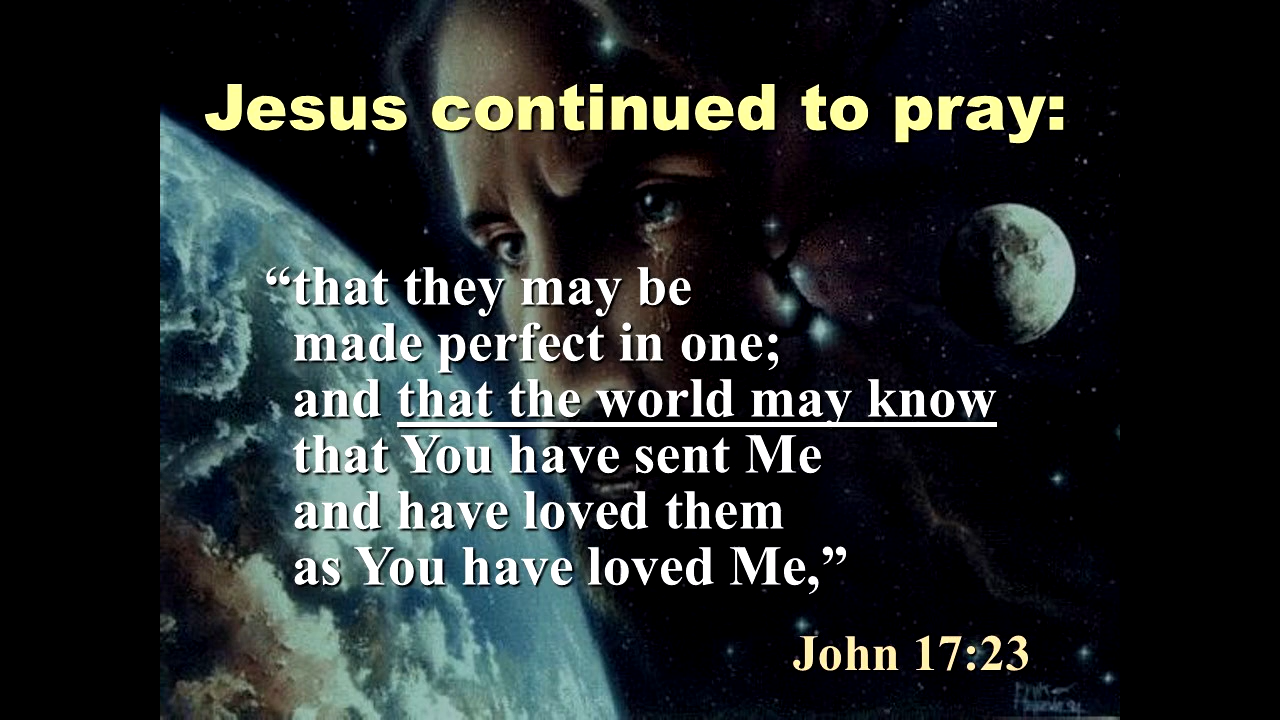 Jesus continued to pray:
“that they may be
made perfect in one;
and that the world may know
that You have sent Me
and have loved them
as You have loved Me,”
John 17:23